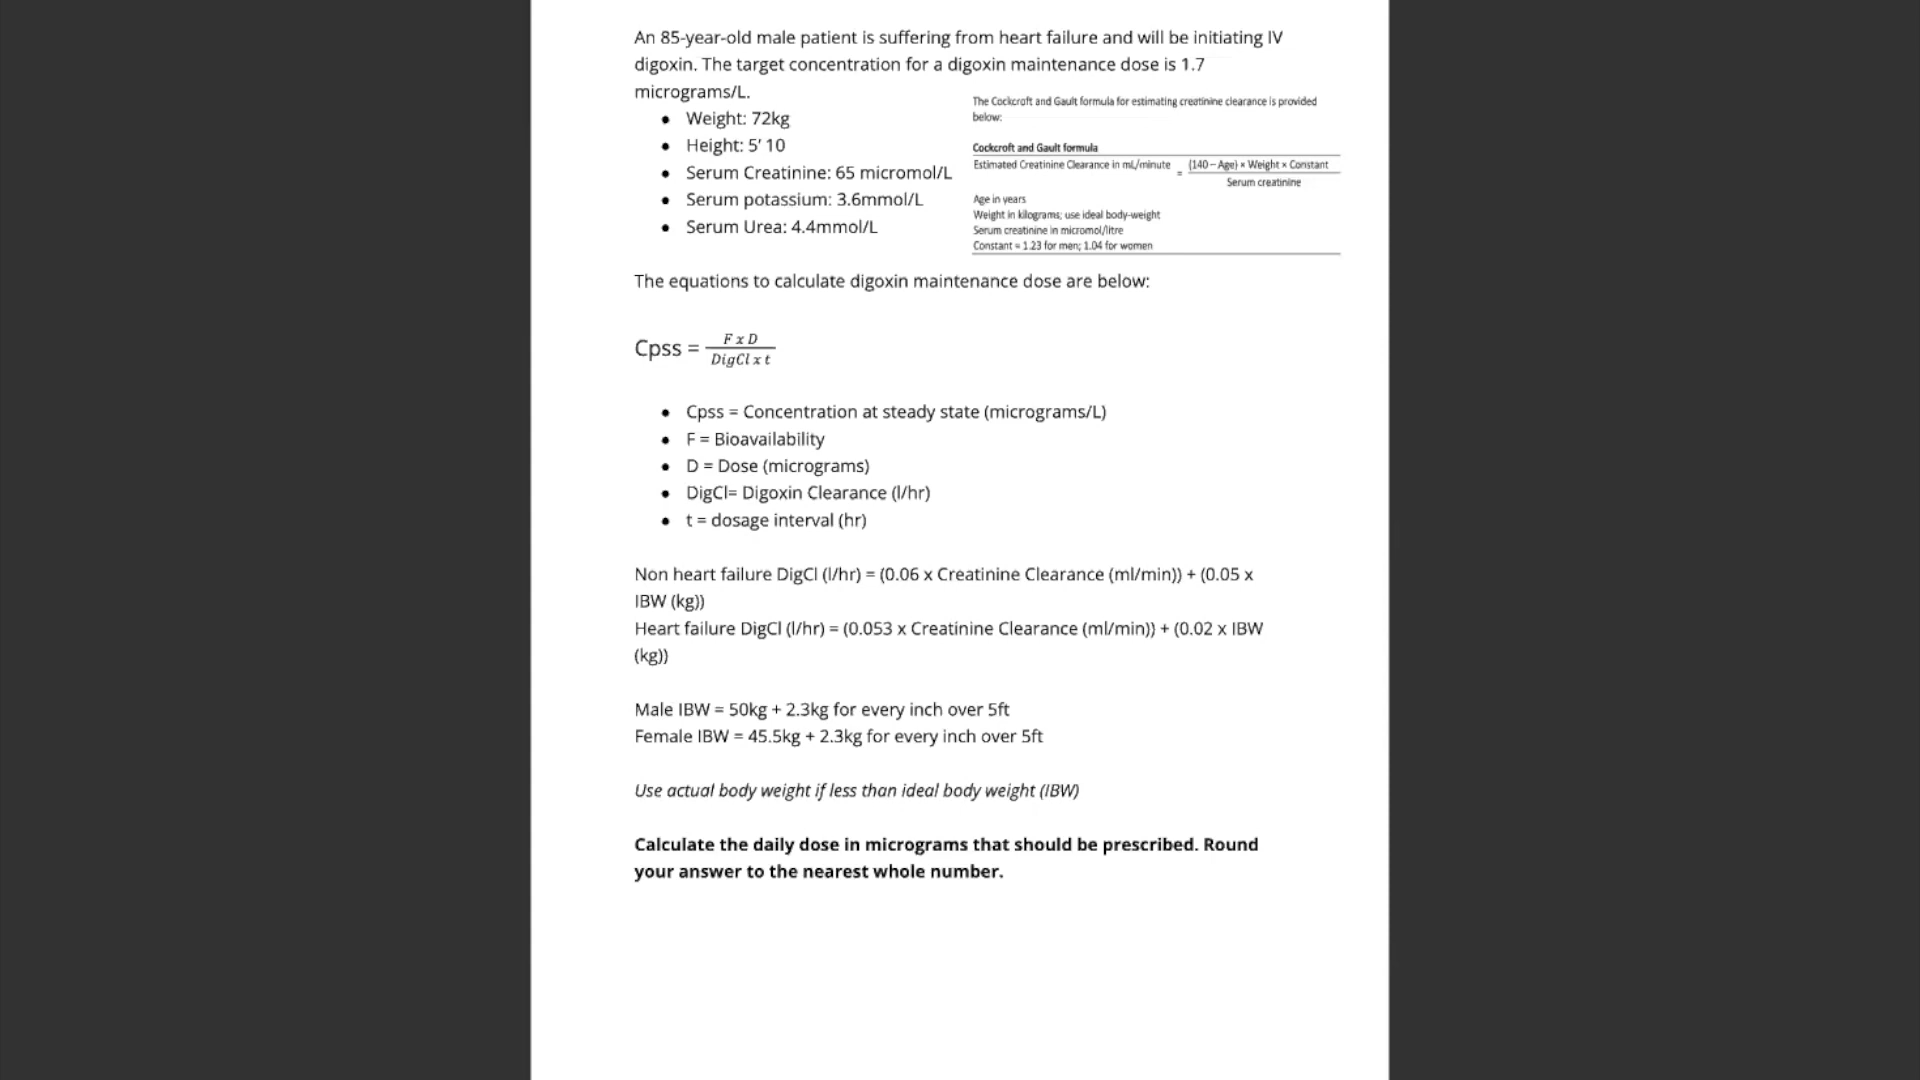 An 85-year-old male patient is suffering from heart failure and will be initiating IV
digoxin. The target concentration for a digoxin maintenance dose is 1.7
micrograms/L.
• Weight: 72kg
• Height: 5' 10
• Serum Creatinine: 65 micromol/L
• Serum potassium: 3.6mmol/L
• Serum Urea: 4.4mmol/L
The Cockcroft and Gault formula for estimating creatinine clearance is provided
below:
Cockcroft and Gault formula
Estimated Creatinine Clearance in mL/minute = (140 – Age) × Weight × Constant
Serum creatinine
Age in years
Weight in kilograms; use ideal body-weight
Serum creatinine in micromol/litre
Constant = 1.23 for men; 1.04 for women
The equations to calculate digoxin maintenance dose are below:
Cpss = F x D
DigCl x t
• Cpss = Concentration at steady state (micrograms/L)
• F = Bioavailability
• D = Dose (micrograms)
• DigCl= Digoxin Clearance (l/hr)
• t = dosage interval (hr)
Non heart failure DigCl (l/hr) = (0.06 x Creatinine Clearance (ml/min)) + (0.05 x
IBW (kg))
Heart failure DigCl (l/hr) = (0.053 x Creatinine Clearance (ml/min)) + (0.02 x IBW
(kg))
Male IBW = 50kg + 2.3kg for every inch over 5ft
Female IBW = 45.5kg + 2.3kg for every inch over 5ft
Use actual body weight if less than ideal body weight (IBW)
Calculate the daily dose in micrograms that should be prescribed. Round
your answer to the nearest whole number.